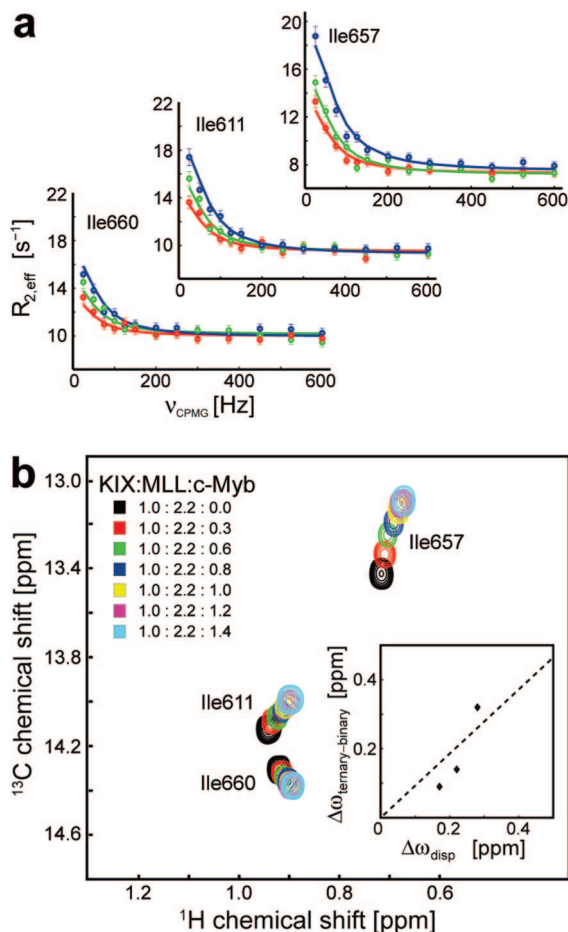 a
Ile657
20
16
12
8
0 200 400 600
Ile611
22
18
14
10
0 200 400 600
Ile660
22
18
14
10
0 200 400 600
R2,eff [s⁻¹]
νCPMG [Hz]
b
KIX:MLL:c-Myb
1.0 : 2.2 : 0.0
1.0 : 2.2 : 0.3
1.0 : 2.2 : 0.6
1.0 : 2.2 : 0.8
1.0 : 2.2 : 1.0
1.0 : 2.2 : 1.2
1.0 : 2.2 : 1.4
Ile657
Ile611
Ile660
13.0
13.4
13.8
14.2
14.6
¹³C chemical shift [ppm]
1.2 1.0 0.8 0.6
¹H chemical shift [ppm]
Δωternary−binary [ppm]
0.4
0.2
0 0.2 0.4
Δωdisp [ppm]